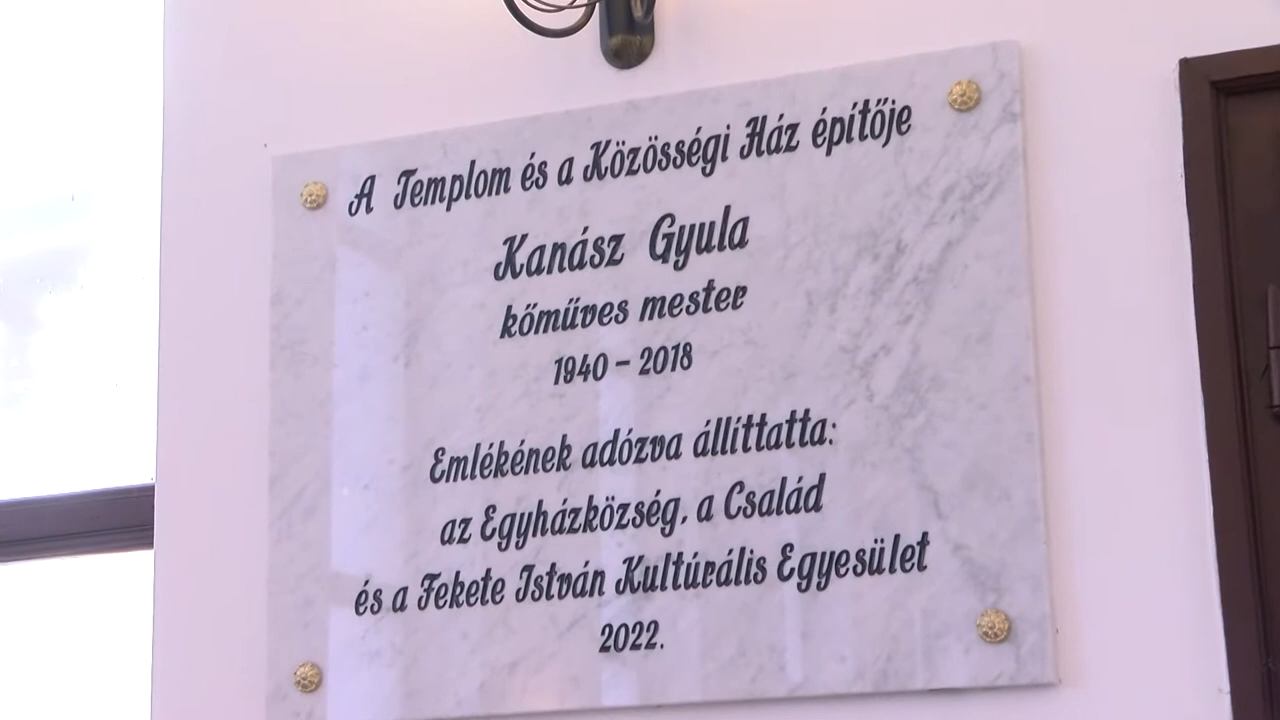 A Templom és a Közösségi Ház építője
Kanász Gyula
kőműves mester
1940 – 2018
Emlékének adózva állíttatta:
az Egyházközség, a Család
és a Fekete István Kultúrális Egyesület
2022.